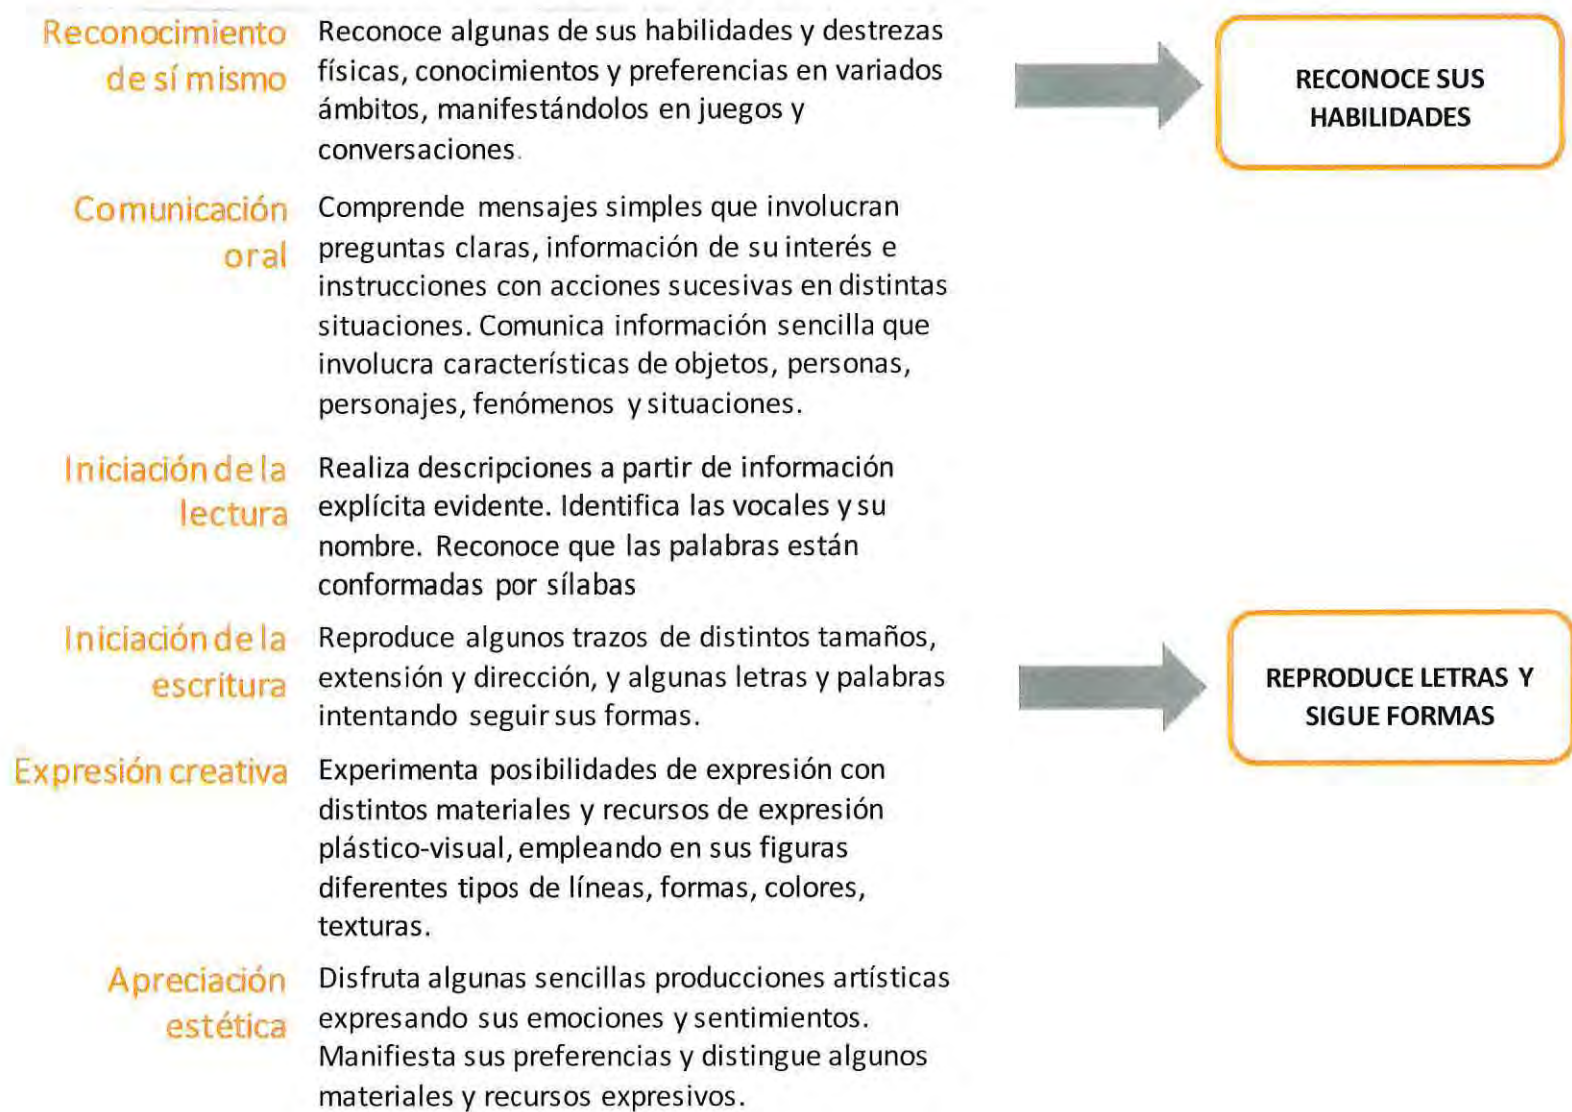 Reconocimiento
de sí mismo
Reconoce algunas de sus habilidades y destrezas
físicas, conocimientos y preferencias en variados
ámbitos, manifestándolos en juegos y
conversaciones.
RECONOCE SUS
HABILIDADES
Comunicación
oral
Comprende mensajes simples que involucran
preguntas claras, información de su interés e
instrucciones con acciones sucesivas en distintas
situaciones. Comunica información sencilla que
involucra características de objetos, personas,
personajes, fenómenos y situaciones.
Iniciación de la
lectura
Realiza descripciones a partir de información
explícita evidente. Identifica las vocales y su
nombre. Reconoce que las palabras están
conformadas por sílabas
Iniciación de la
escritura
Reproduce algunos trazos de distintos tamaños,
extensión y dirección, y algunas letras y palabras
intentando seguir sus formas.
REPRODUCE LETRAS Y
SIGUE FORMAS
Expresión creativa
Experimenta posibilidades de expresión con
distintos materiales y recursos de expresión
plástico-visual, empleando en sus figuras
diferentes tipos de líneas, formas, colores,
texturas.
Apreciación
estética
Disfruta algunas sencillas producciones artísticas
expresando sus emociones y sentimientos.
Manifiesta sus preferencias y distingue algunos
materiales y recursos expresivos.